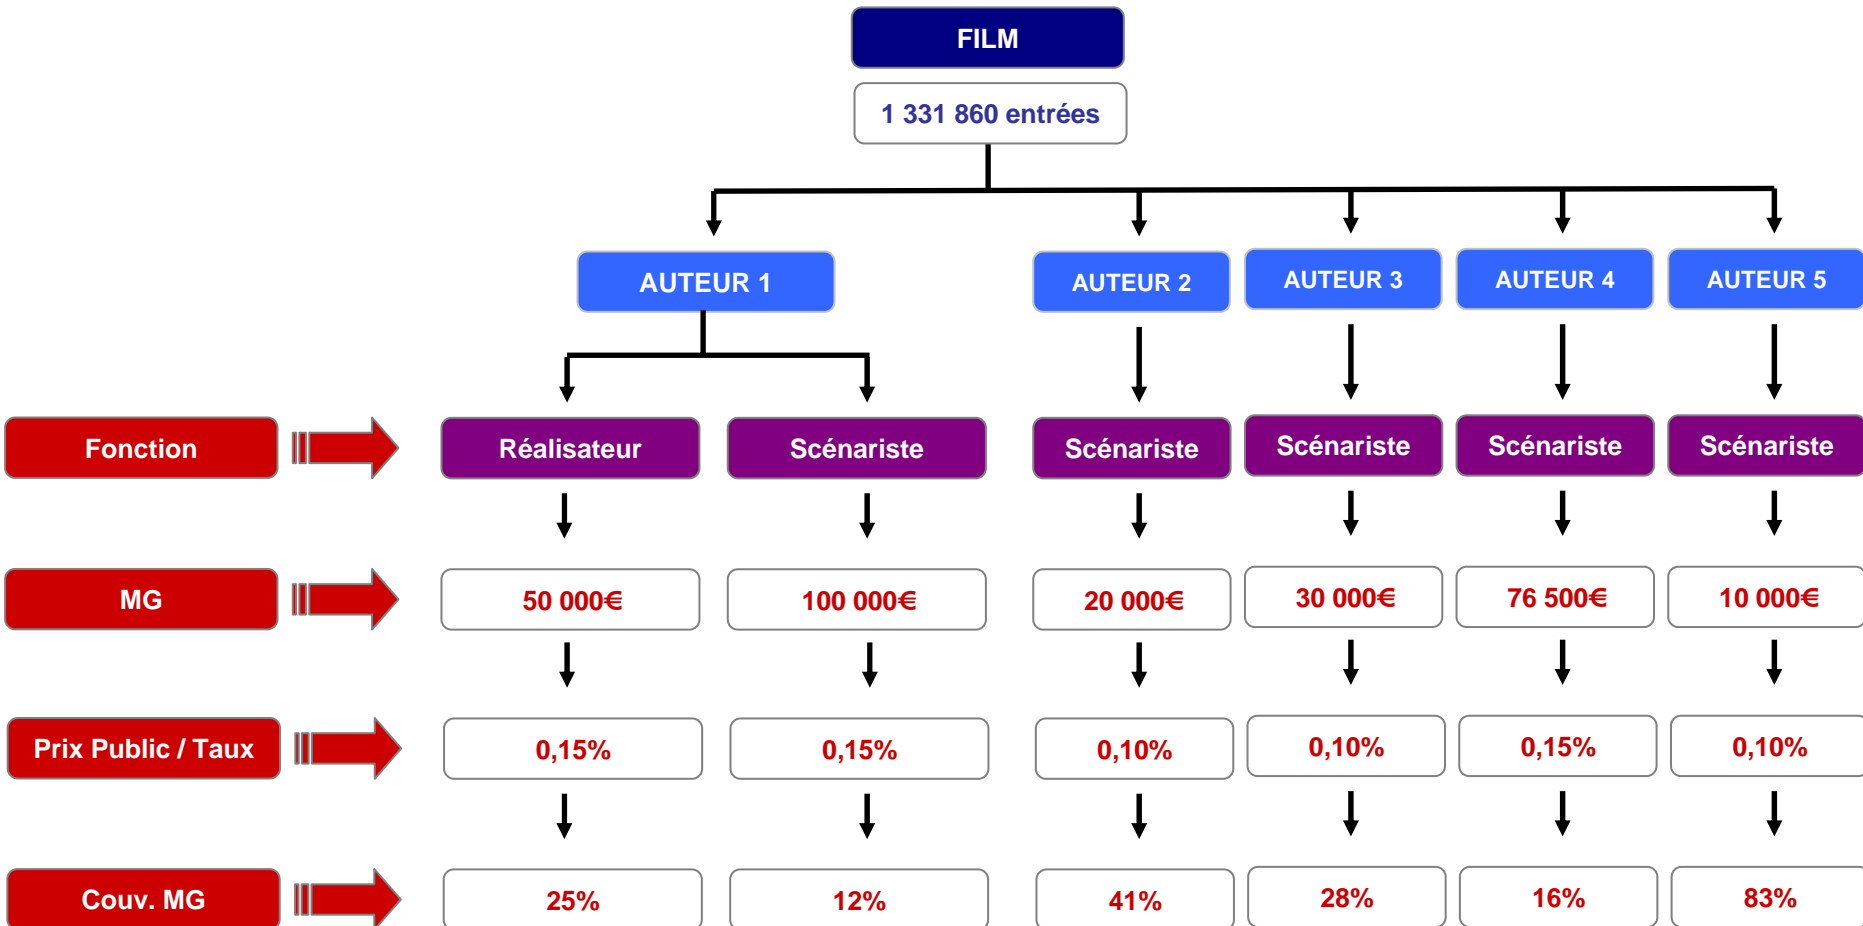 FILM
1 331 860 entrées
AUTEUR 1
AUTEUR 2
AUTEUR 3
AUTEUR 4
AUTEUR 5
Fonction
Réalisateur
Scénariste
Scénariste
Scénariste
Scénariste
Scénariste
MG
50 000€
100 000€
20 000€
30 000€
76 500€
10 000€
Prix Public / Taux
0,15%
0,15%
0,10%
0,10%
0,15%
0,10%
Couv. MG
25%
12%
41%
28%
16%
83%